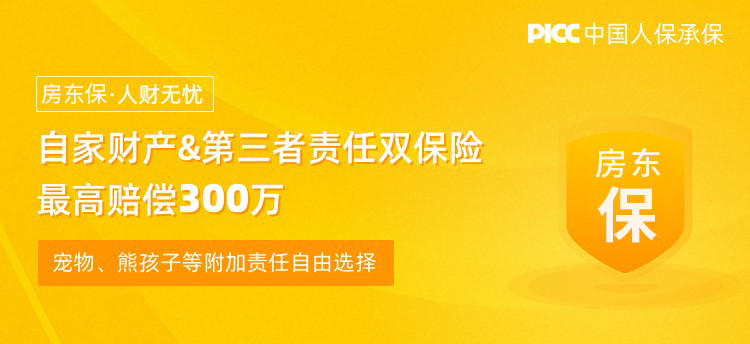 PICC中国人保承保
房东保·人财无忧
自家财产&第三者责任双保险
最高赔偿300万
宠物、熊孩子等附加责任自由选择
房东
保